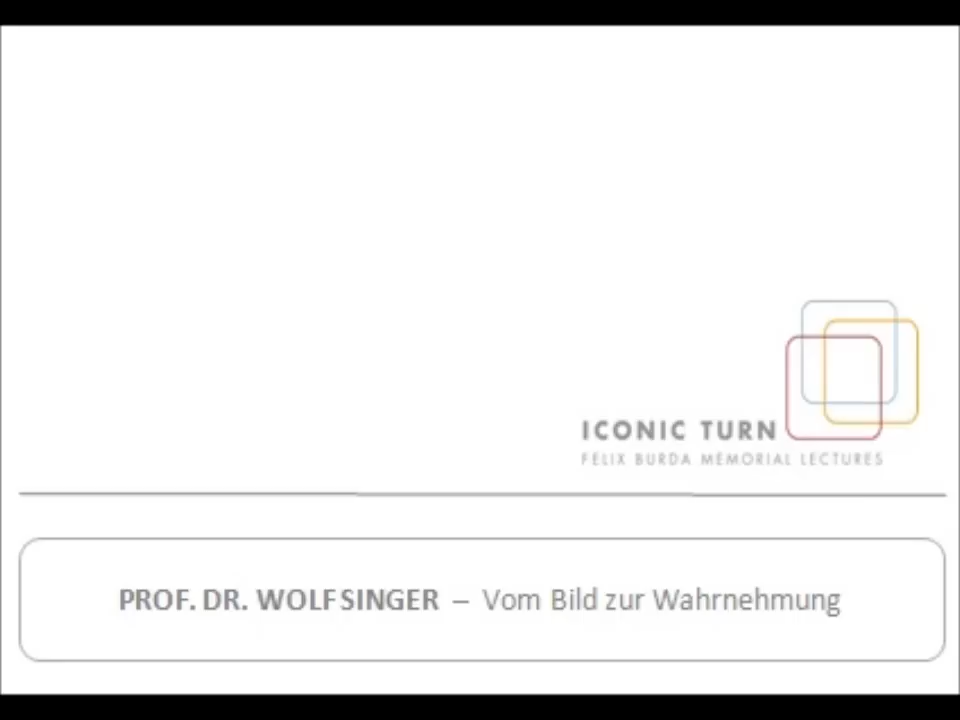 ICONIC TURN
FELIX BURDA MEMORIAL LECTURES
PROF. DR. WOLF SINGER – Vom Bild zur Wahrnehmung